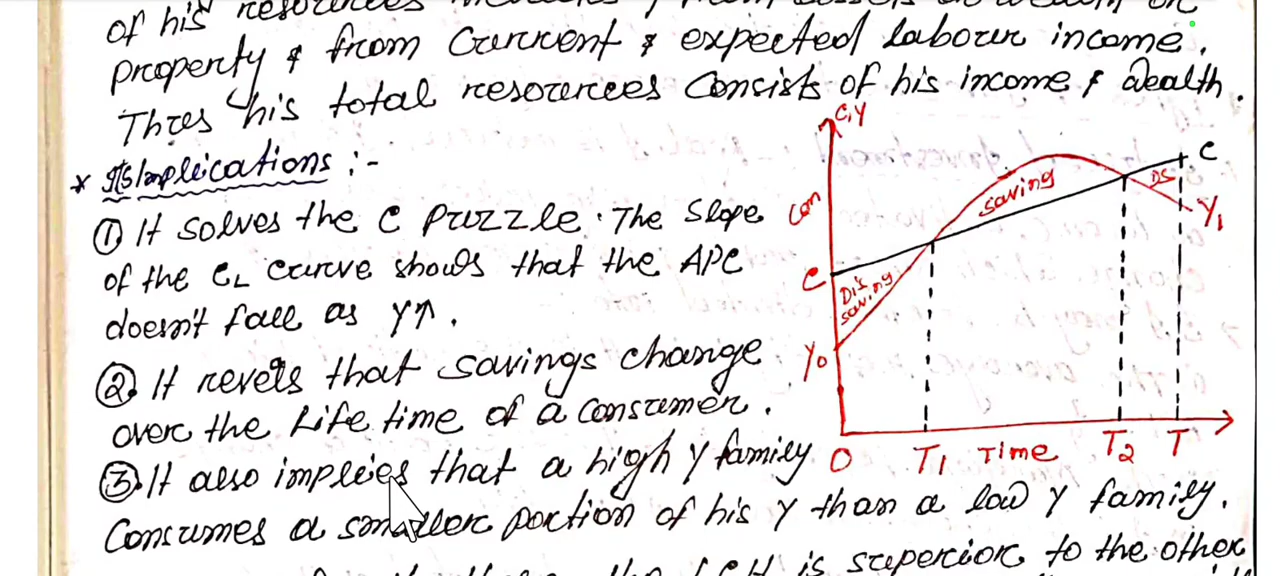 of his resources
property & from Current & expected labour income.
Thres his total resources Consists of his income & Wealth.
* Its Implications :-
① It solves the C puzzle. The slope
of the CL curve shows that the APC
doesn't fall as Y↑.
② It revels that savings change
over the Life time of a consumer.
③ It also implies that a high Y family
Consumes a smaller portion of his Y than a low Y family.
is superior to the other
C,Y
Con
C
Y0
Dis
saving
saving
DS
C
Y1
O T1 Time T2 T